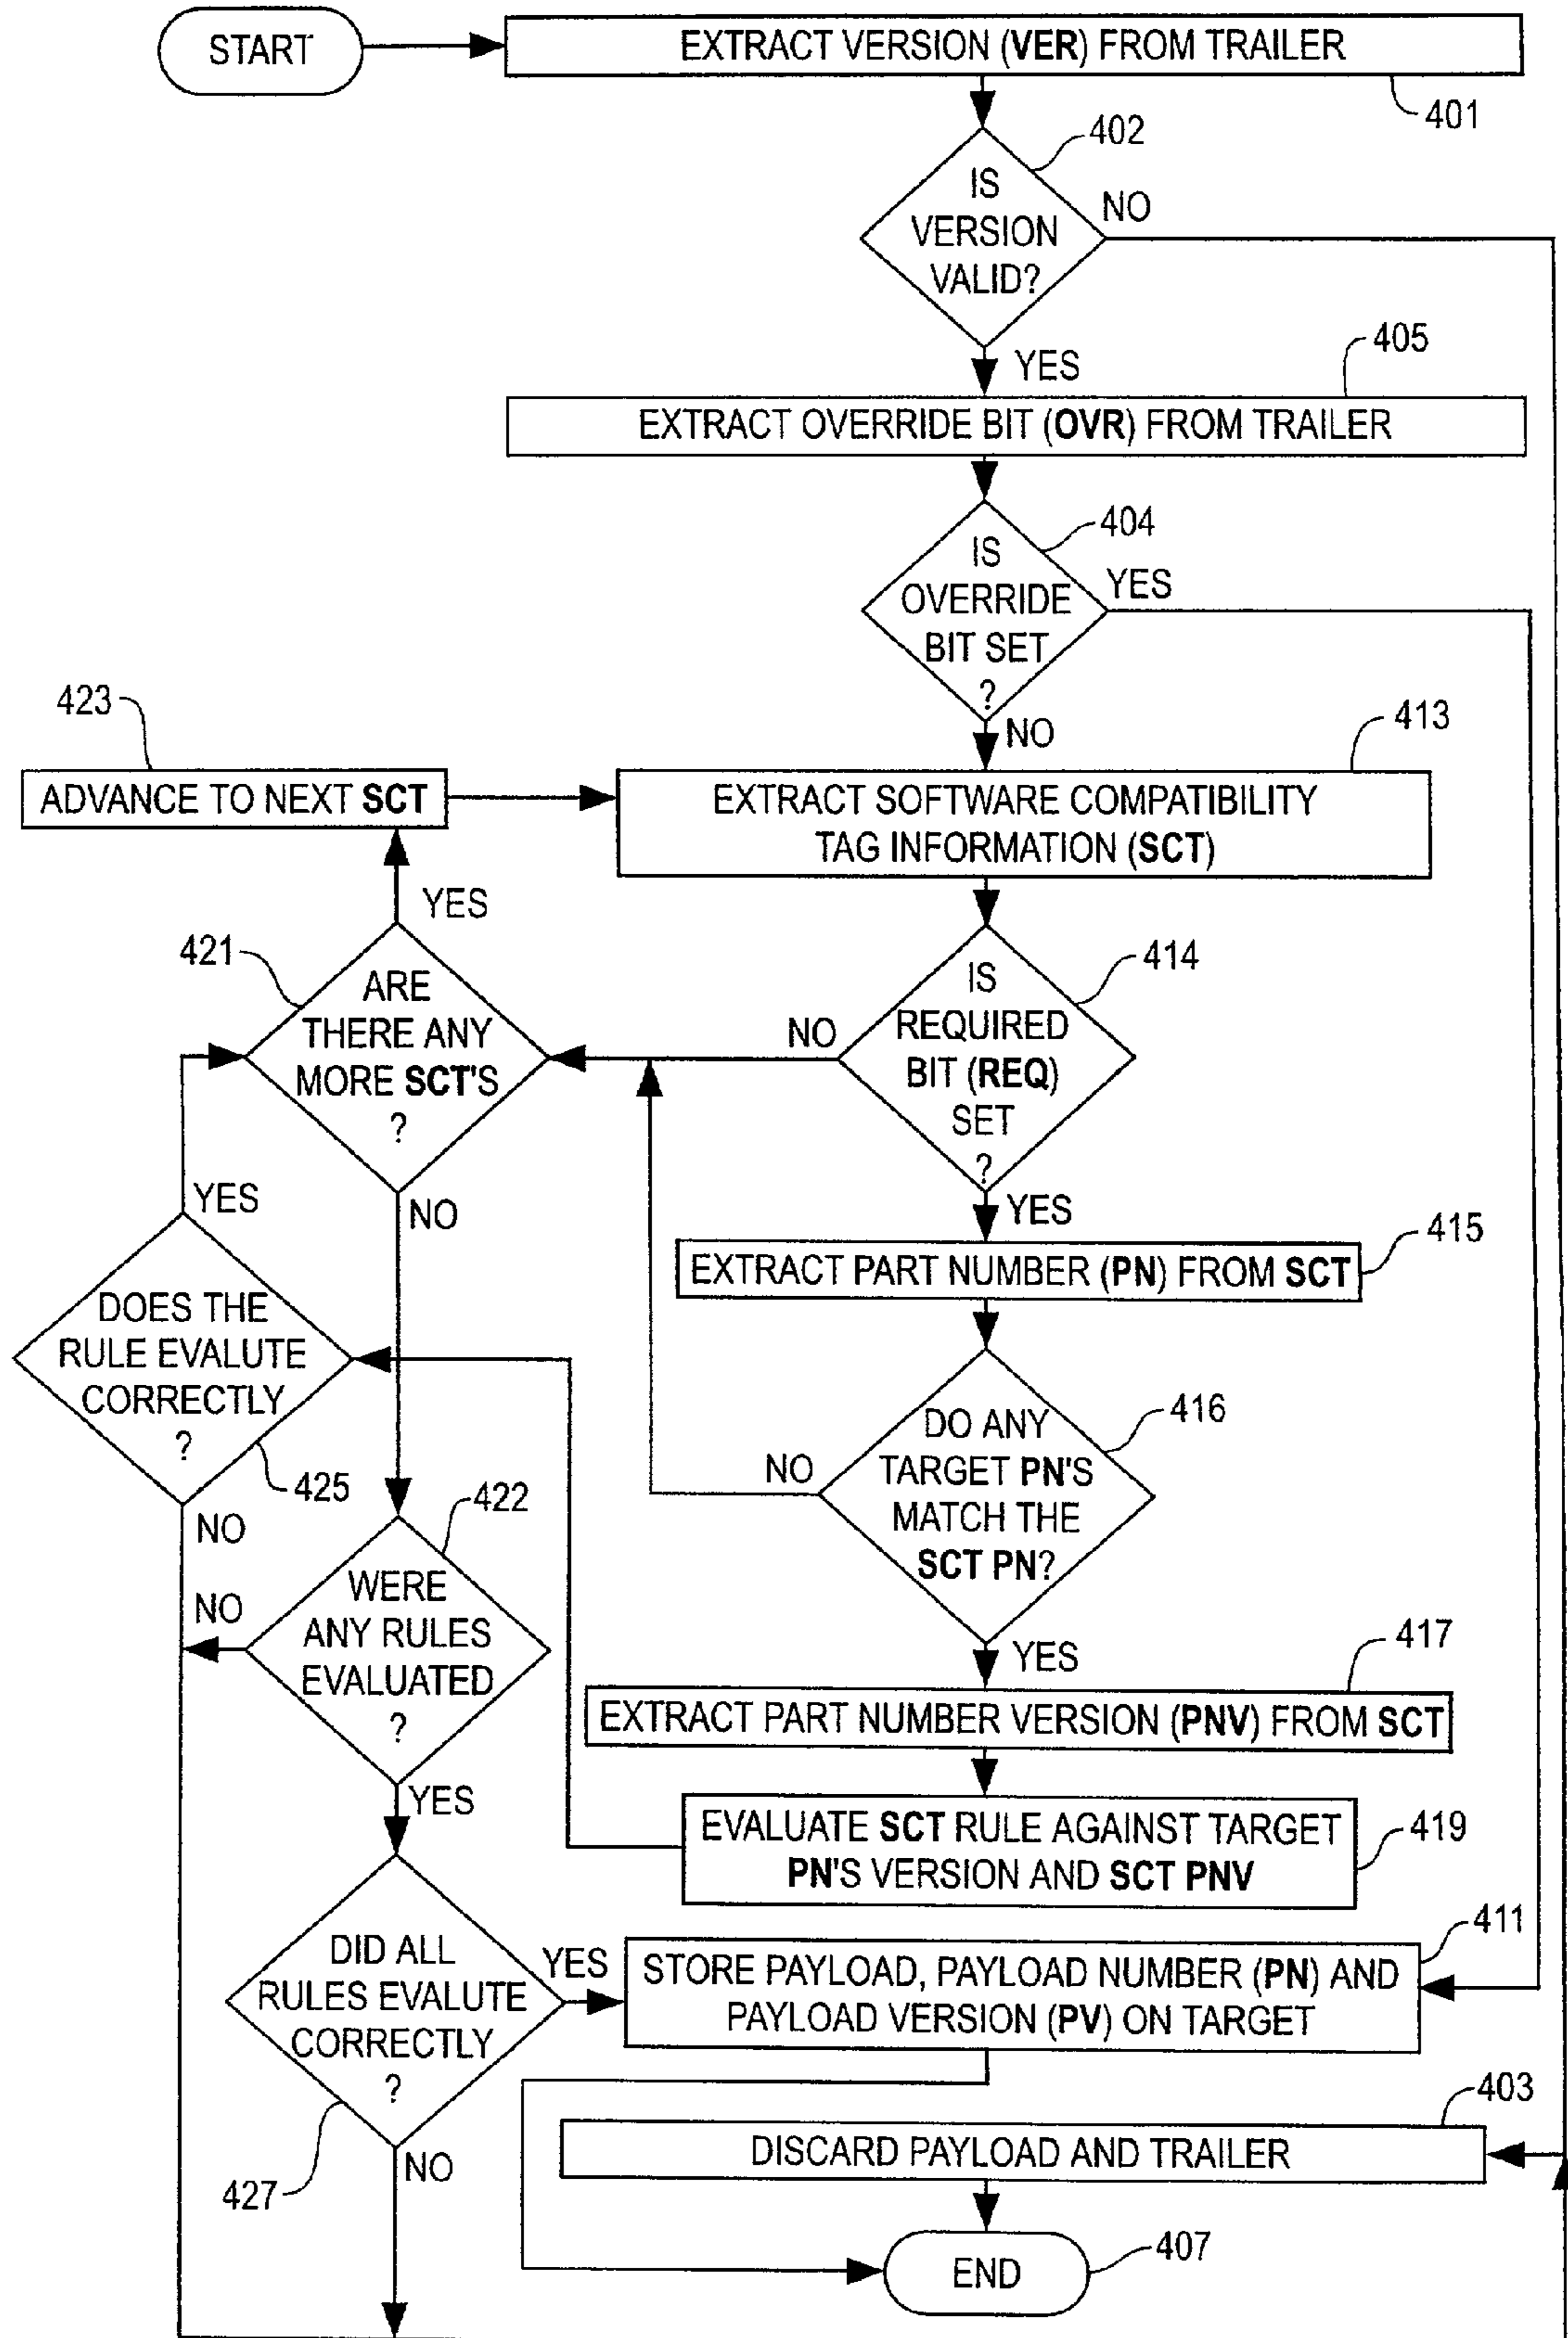 START
EXTRACT VERSION (VER) FROM TRAILER
401
402
IS
VERSION
VALID?
NO
YES
405
EXTRACT OVERRIDE BIT (OVR) FROM TRAILER
404
IS
OVERRIDE
BIT SET
?
YES
NO
423
ADVANCE TO NEXT SCT
413
EXTRACT SOFTWARE COMPATIBILITY
TAG INFORMATION (SCT)
YES
421
ARE
THERE ANY
MORE SCT'S
?
NO
414
IS
REQUIRED
BIT (REQ)
SET
?
NO
YES
415
EXTRACT PART NUMBER (PN) FROM SCT
YES
DOES THE
RULE EVALUTE
CORRECTLY
?
425
NO
416
DO ANY
TARGET PN'S
MATCH THE
SCT PN?
NO
YES
422
WERE
ANY RULES
EVALUATED
?
NO
YES
417
EXTRACT PART NUMBER VERSION (PNV) FROM SCT
EVALUATE SCT RULE AGAINST TARGET
PN'S VERSION AND SCT PNV
419
DID ALL
RULES EVALUTE
CORRECTLY
?
427
YES
NO
411
STORE PAYLOAD, PAYLOAD NUMBER (PN) AND
PAYLOAD VERSION (PV) ON TARGET
403
DISCARD PAYLOAD AND TRAILER
END
407